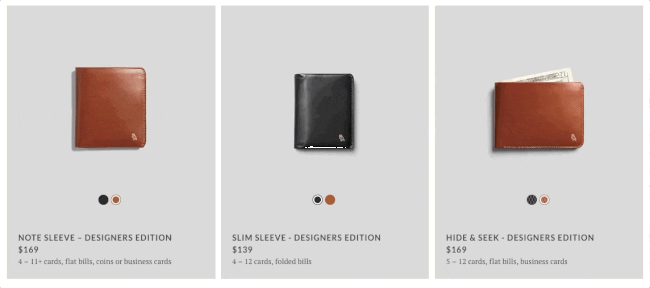 NOTE SLEEVE – DESIGNERS EDITION
$169
4 – 11+ cards, flat bills, coins or business cards
SLIM SLEEVE - DESIGNERS EDITION
$139
4 – 12 cards, folded bills
HIDE & SEEK - DESIGNERS EDITION
$169
5 – 12 cards, flat bills, business cards